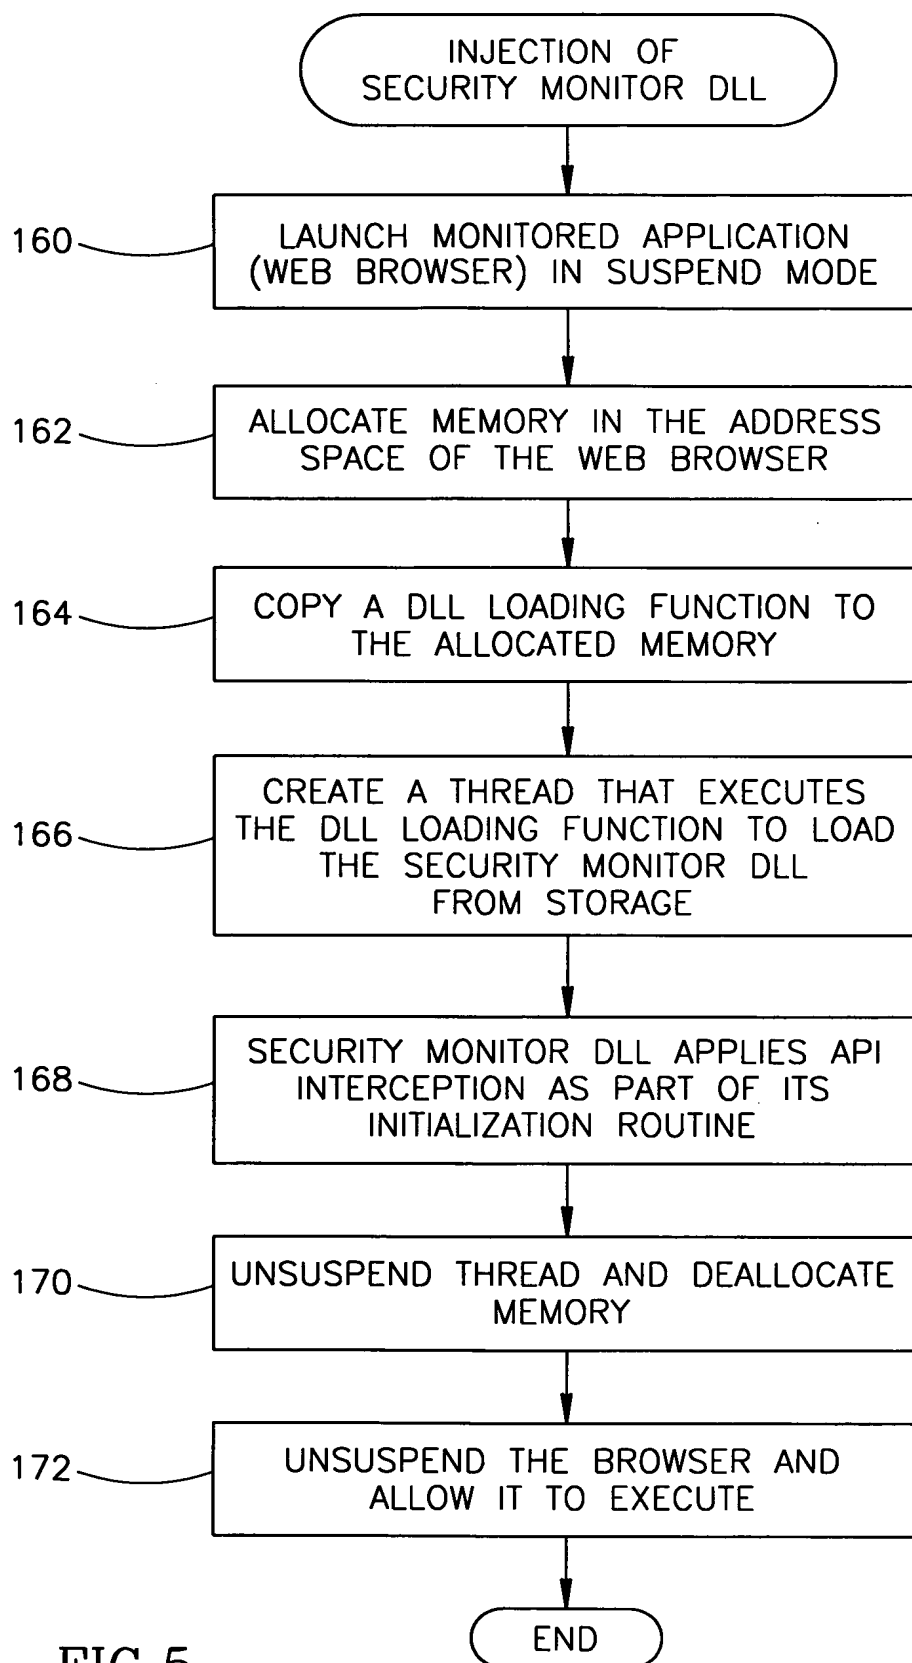 INJECTION OF
SECURITY MONITOR DLL
160
LAUNCH MONITORED APPLICATION
(WEB BROWSER) IN SUSPEND MODE
162
ALLOCATE MEMORY IN THE ADDRESS
SPACE OF THE WEB BROWSER
164
COPY A DLL LOADING FUNCTION TO
THE ALLOCATED MEMORY
166
CREATE A THREAD THAT EXECUTES
THE DLL LOADING FUNCTION TO LOAD
THE SECURITY MONITOR DLL
FROM STORAGE
168
SECURITY MONITOR DLL APPLIES API
INTERCEPTION AS PART OF ITS
INITIALIZATION ROUTINE
170
UNSUSPEND THREAD AND DEALLOCATE
MEMORY
172
UNSUSPEND THE BROWSER AND
ALLOW IT TO EXECUTE
END
FIG.5